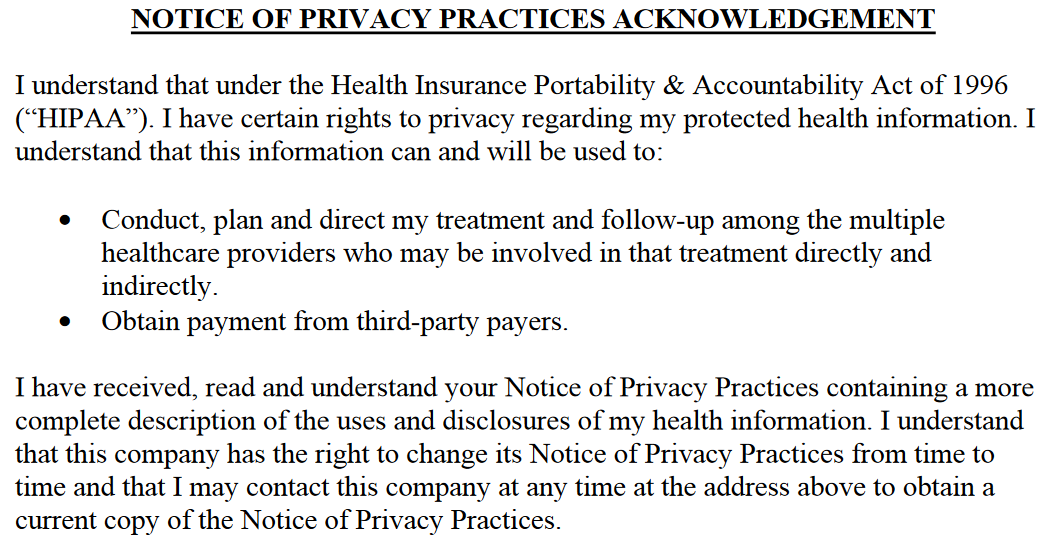 NOTICE OF PRIVACY PRACTICES ACKNOWLEDGEMENT
I understand that under the Health Insurance Portability & Accountability Act of 1996
(“HIPAA”). I have certain rights to privacy regarding my protected health information. I
understand that this information can and will be used to:
• Conduct, plan and direct my treatment and follow-up among the multiple
healthcare providers who may be involved in that treatment directly and
indirectly.
• Obtain payment from third-party payers.
I have received, read and understand your Notice of Privacy Practices containing a more
complete description of the uses and disclosures of my health information. I understand
that this company has the right to change its Notice of Privacy Practices from time to
time and that I may contact this company at any time at the address above to obtain a
current copy of the Notice of Privacy Practices.